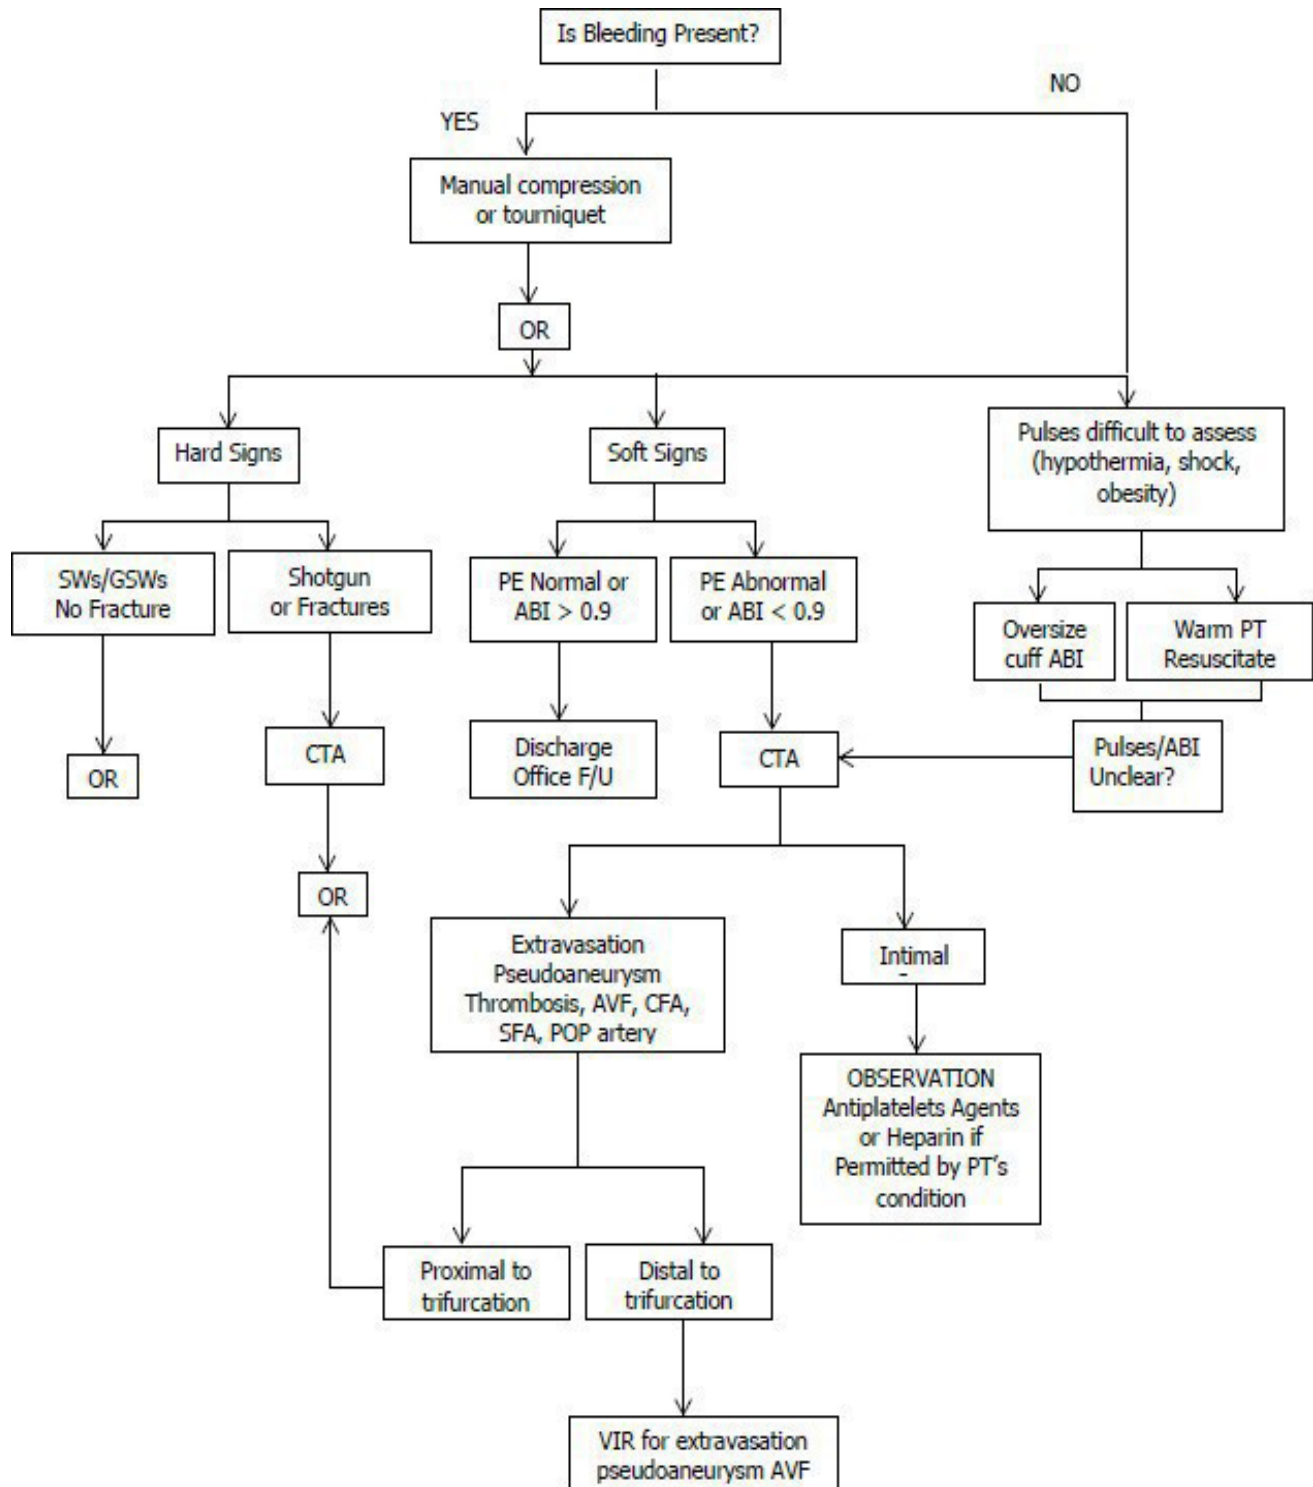 Is Bleeding Present?
NO
YES
Manual compression
or tourniquet
OR
Hard Signs
Soft Signs
Pulses difficult to assess
(hypothermia, shock,
obesity)
SWs/GSWs
No Fracture
Shotgun
or Fractures
PE Normal or
ABI > 0.9
PE Abnormal
or ABI < 0.9
Oversize
cuff ABI
Warm PT
Resuscitate
OR
CTA
Discharge
Office F/U
CTA
Pulses/ABI
Unclear?
OR
Extravasation
Pseudoaneurysm
Thrombosis, AVF, CFA,
SFA, POP artery
Intimal
OBSERVATION
Antiplatelets Agents
or Heparin if
Permitted by PT's
condition
Proximal to
trifurcation
Distal to
trifurcation
VIR for extravasation
pseudoaneurysm AVF